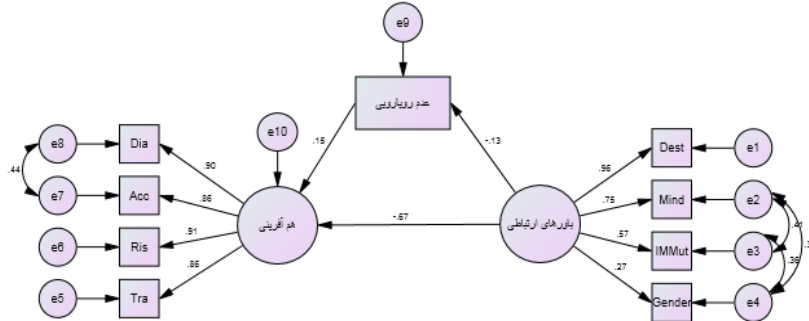 e9
عدم رویارویی
e10
.15
-.13
e8
Dia
.90
Dest
.96
e1
.44
e7
Acc
.86
Mind
.75
e2
هم آفرینی
-.67
باورهای ارتباطی
.41
e6
Ris
.91
IMMut
.57
e3
.36
e5
Tra
Gender
.27
e4